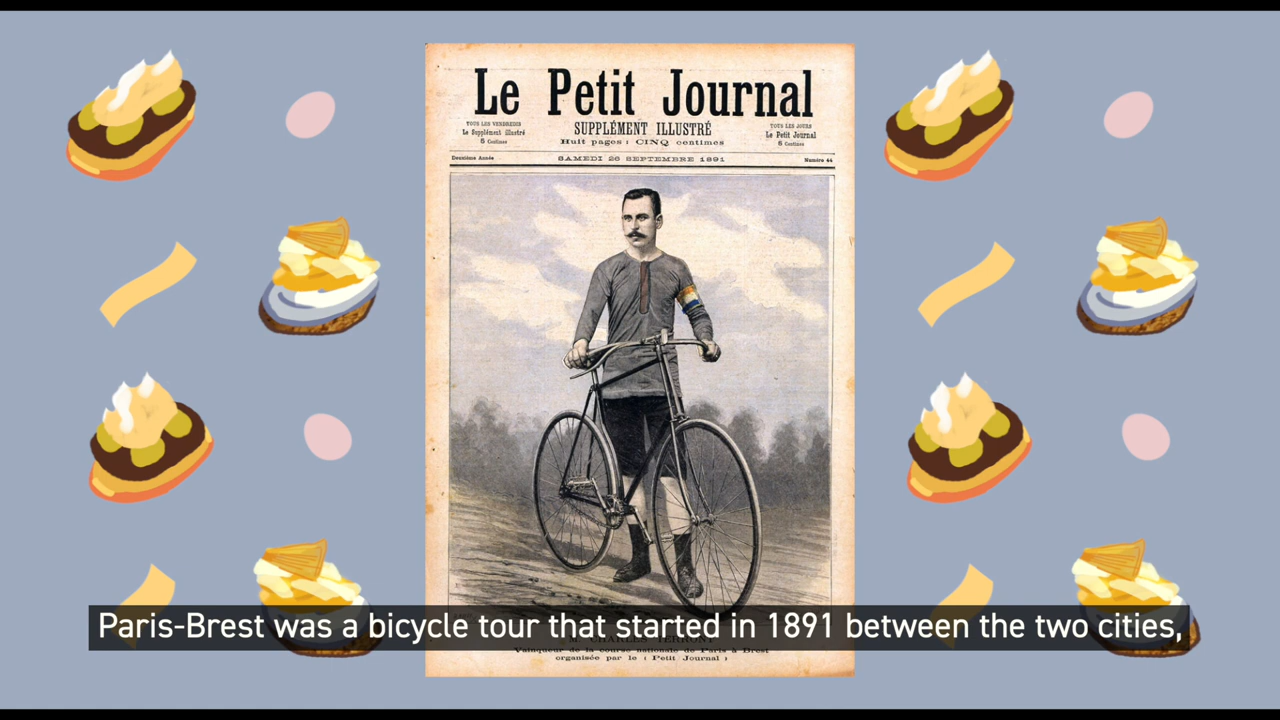 Le Petit Journal
TOUS LES VENDREDIS
Le Supplément illustré
5 Centimes
SUPPLÉMENT ILLUSTRÉ
Huit pages : CINQ centimes
TOUS LES JOURS
Le Petit Journal
5 Centimes
Deuxième Année
SAMEDI 26 SEPTEMBRE 1891
Numéro 44
Paris-Brest was a bicycle tour that started in 1891 between the two cities,
M. CHARLES TERRONT
Vainqueur de la course nationale de Paris à Brest
organisée par le « Petit Journal »